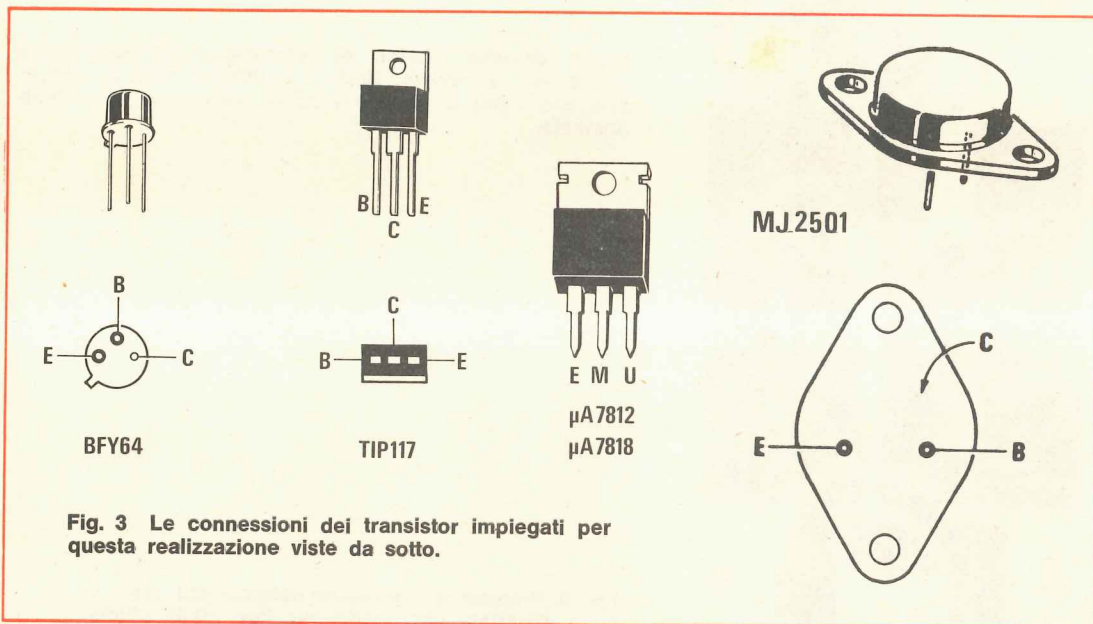 B
E
C
MJ2501
B
C
C
E
C
B
E
E M U
µA7812
µA7818
E
B
BFY64
TIP117
Fig. 3 Le connessioni dei transistor impiegati per
questa realizzazione viste da sotto.